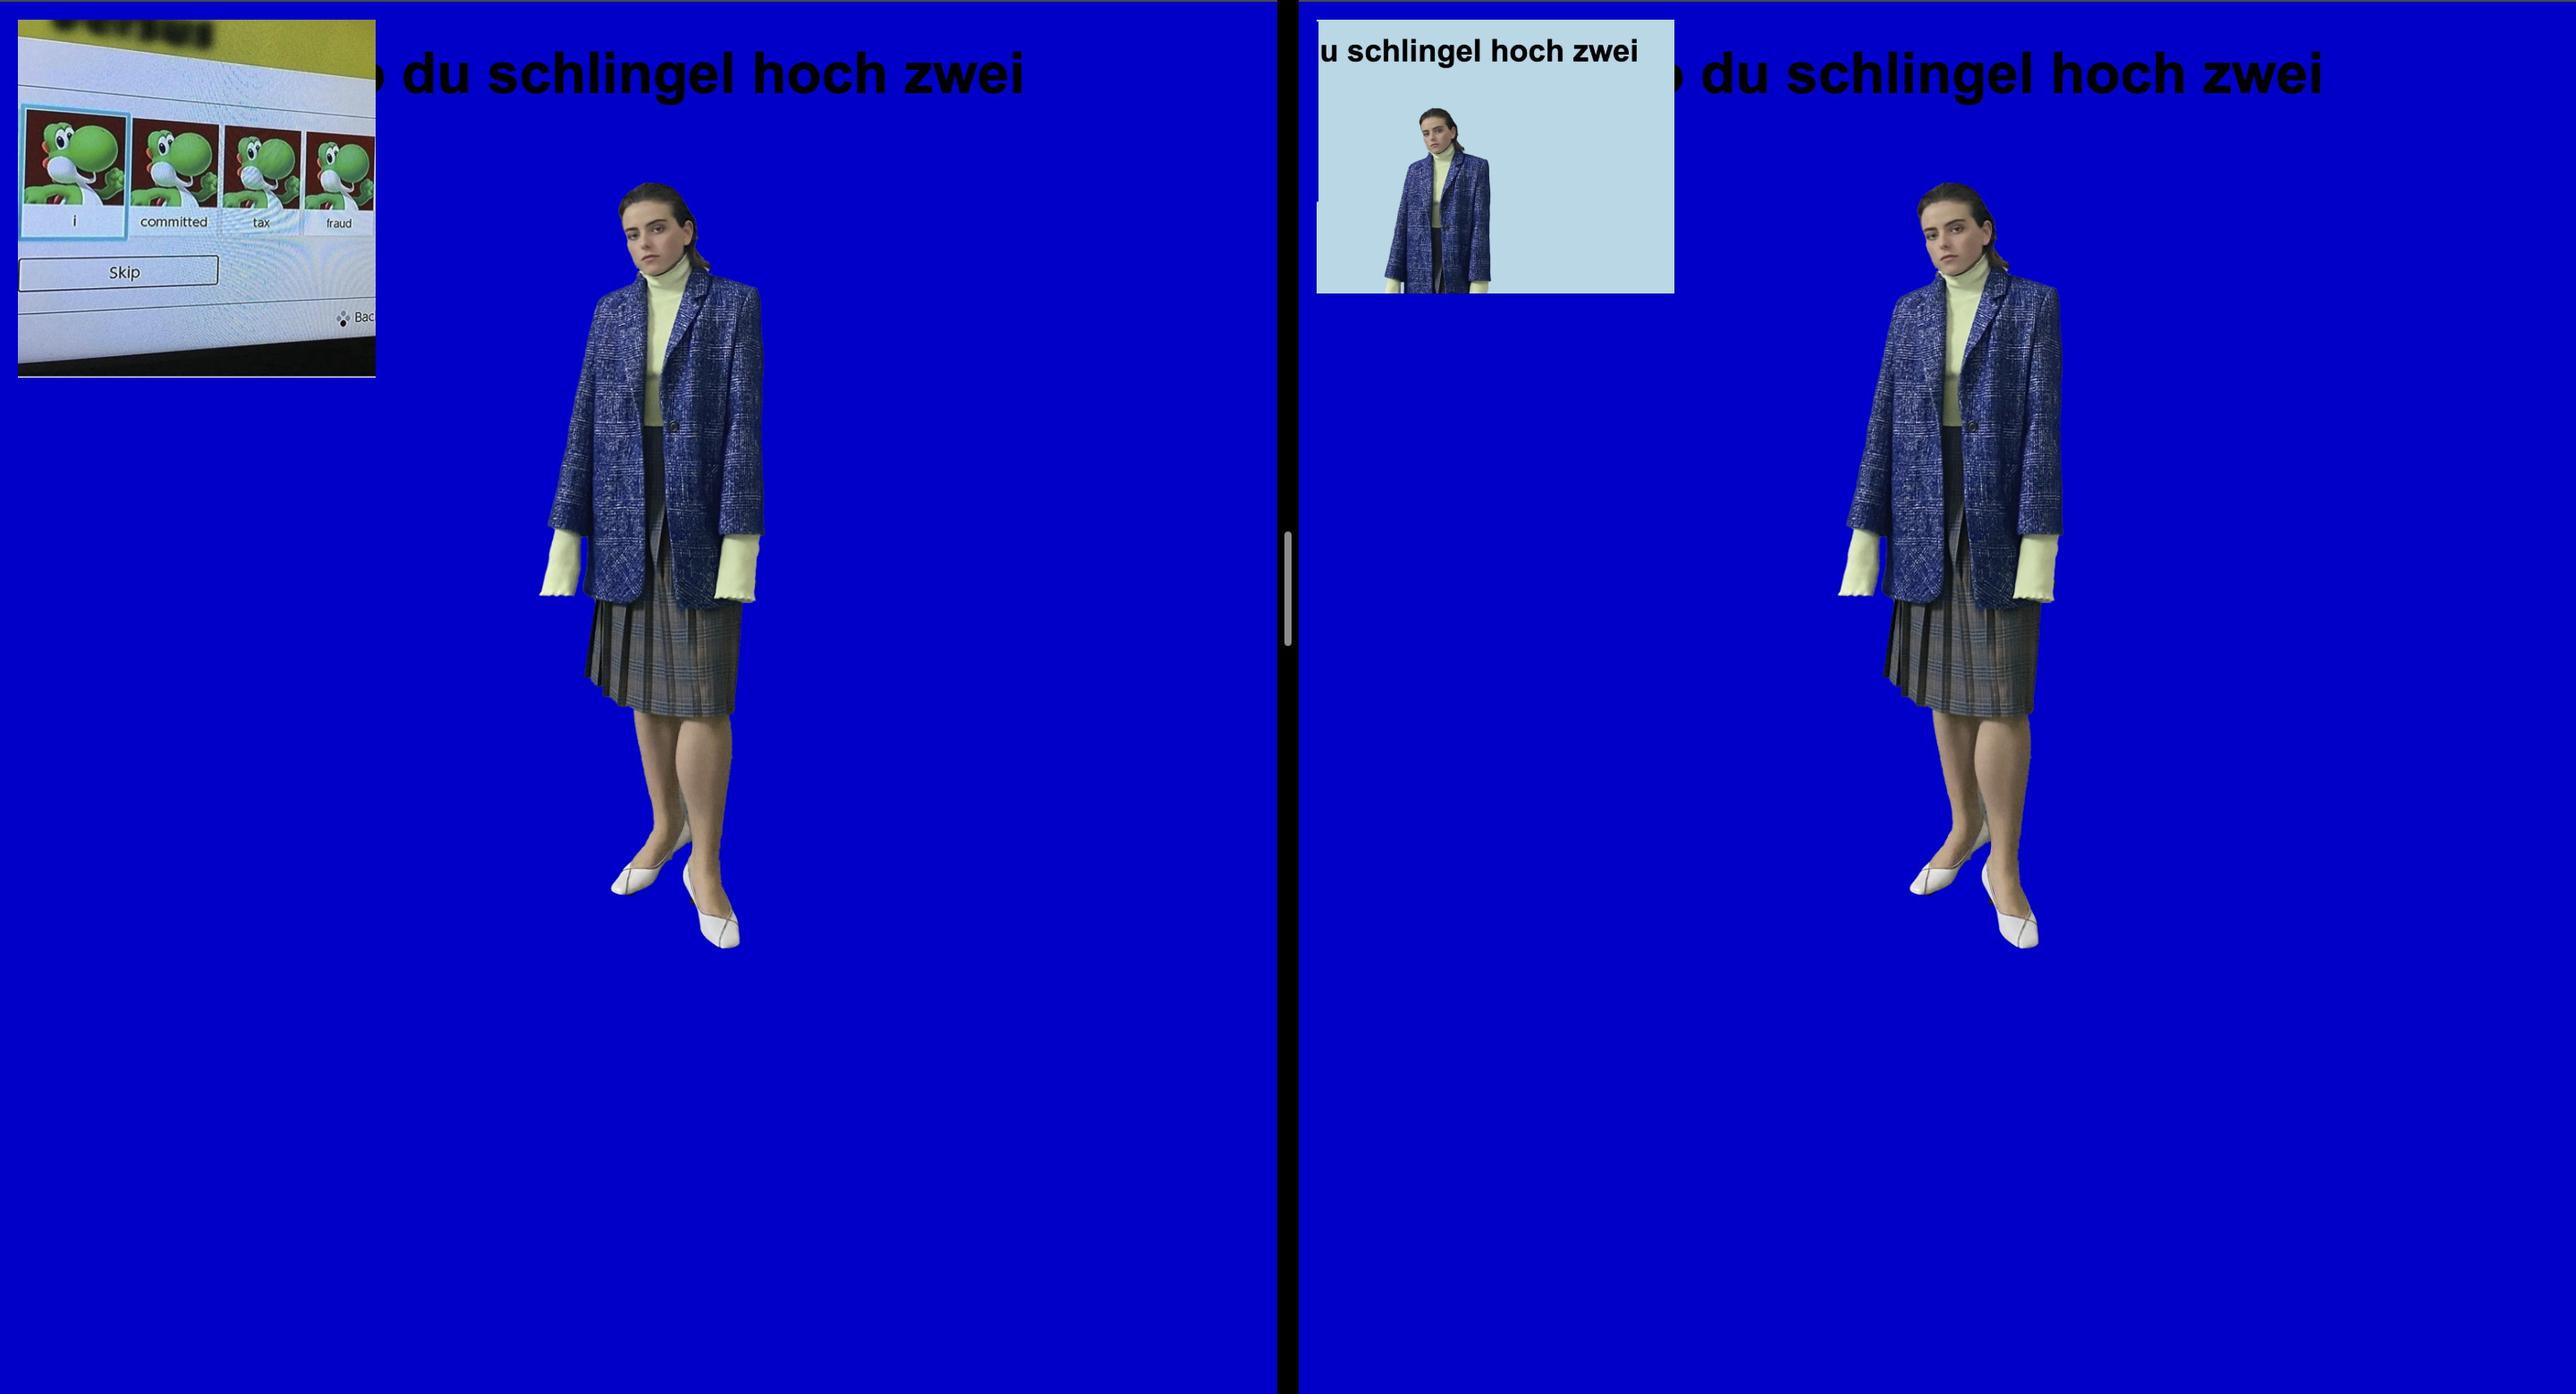 du schlingel hoch zwei
i
committed
tax
fraud
Skip
u schlingel hoch zwei
du schlingel hoch zwei